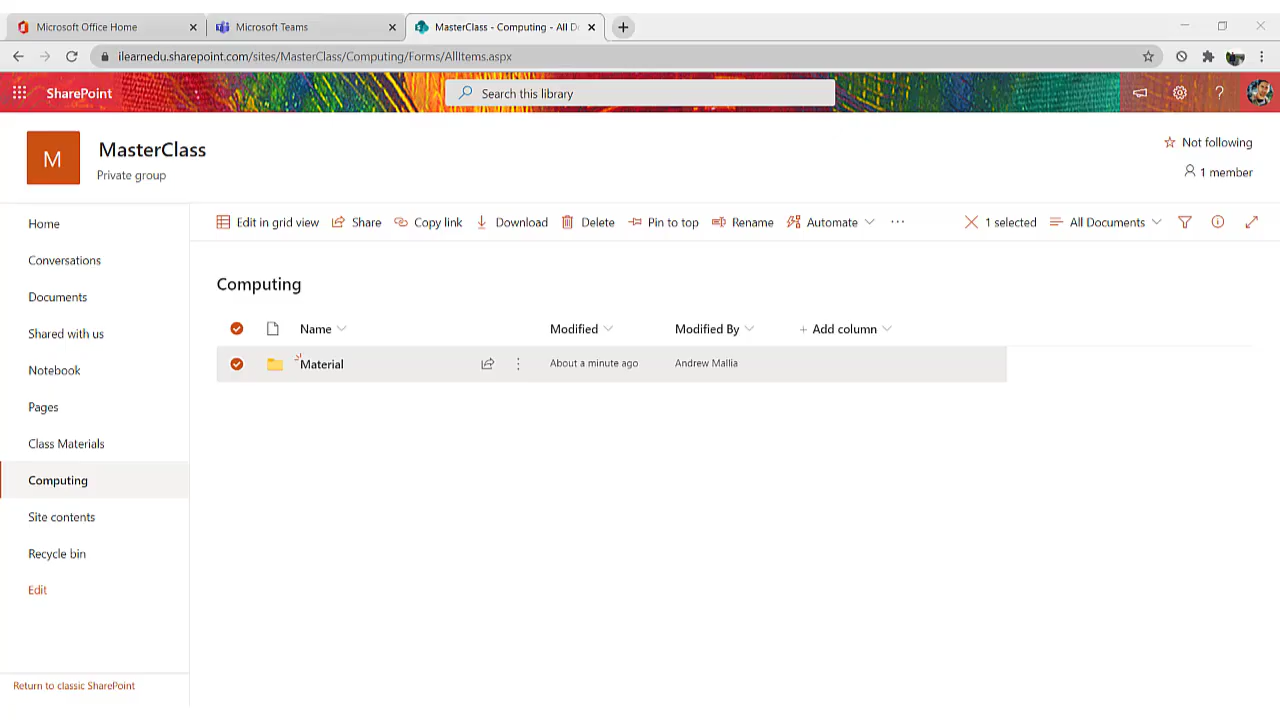 Microsoft Office Home
Microsoft Teams
MasterClass - Computing - All D
ilearnedu.sharepoint.com/sites/MasterClass/Computing/Forms/AllItems.aspx
SharePoint
Search this library
?
M
MasterClass
Private group
Not following
1 member
Home
Conversations
Documents
Shared with us
Notebook
Pages
Class Materials
Computing
Site contents
Recycle bin
Edit
Return to classic SharePoint
Edit in grid view Share Copy link Download Delete Pin to top Rename Automate ··· 1 selected All Documents
Computing
Name Modified Modified By + Add column
Material About a minute ago Andrew Mallia